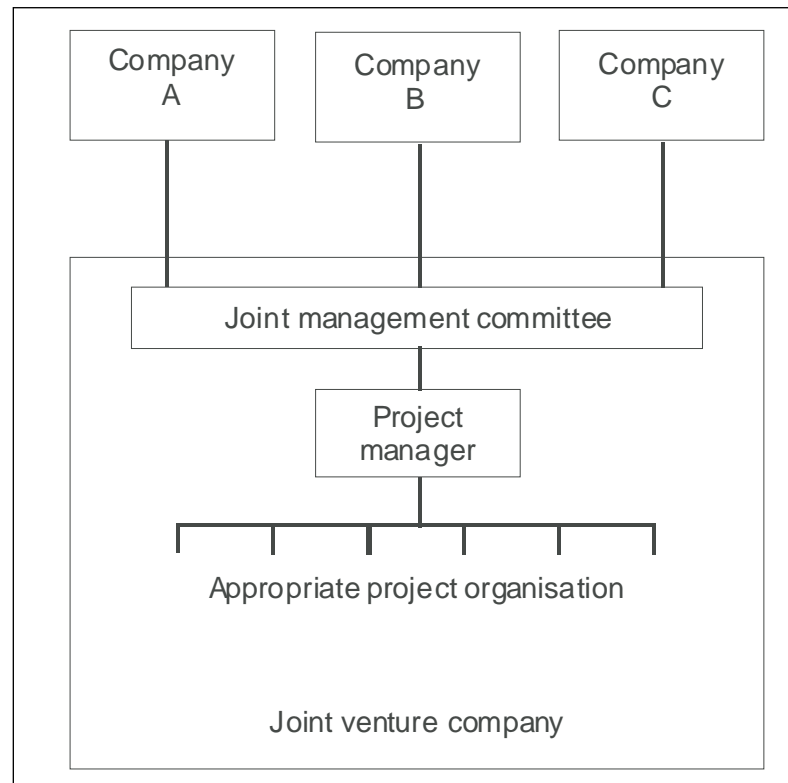 Company
A
Company
B
Company
C
Joint management committee
Project
manager
Appropriate project organisation
Joint venture company